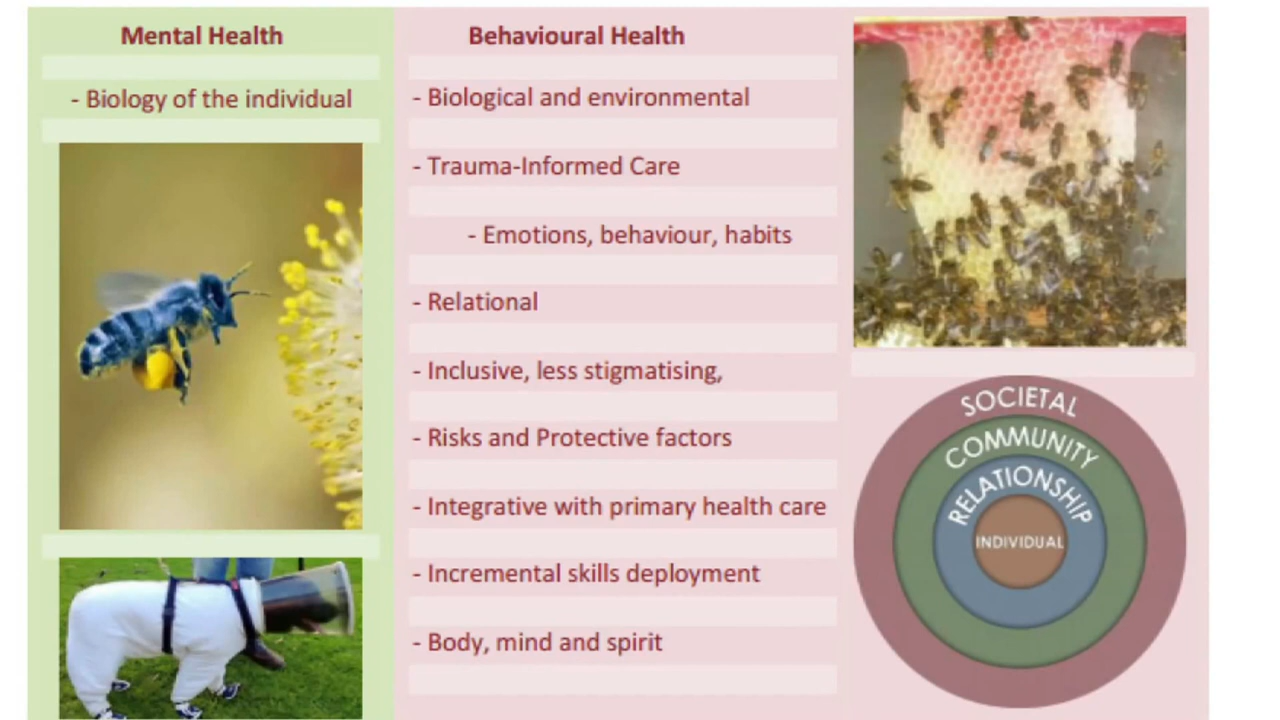 Mental Health
- Biology of the individual
Behavioural Health
- Biological and environmental
- Trauma-Informed Care
- Emotions, behaviour, habits
- Relational
- Inclusive, less stigmatising,
- Risks and Protective factors
- Integrative with primary health care
- Incremental skills deployment
- Body, mind and spirit
SOCIETAL
COMMUNITY
RELATIONSHIP
INDIVIDUAL